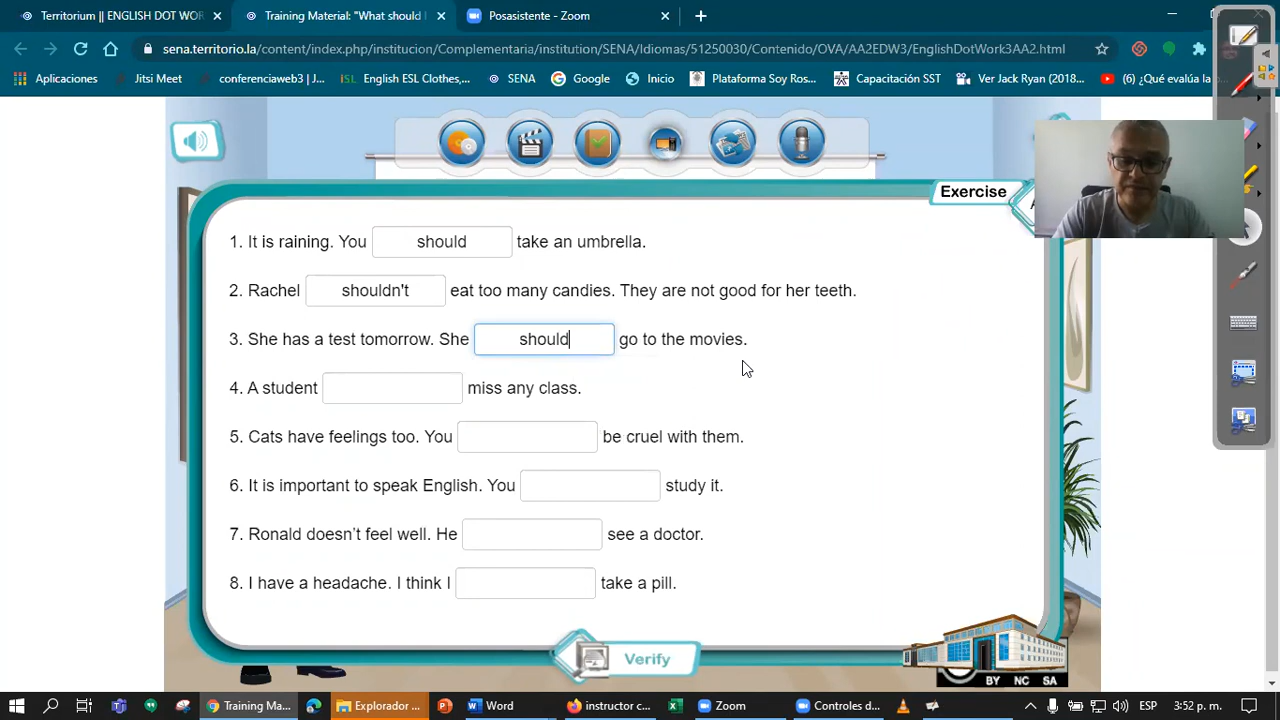 Territorium || ENGLISH DOT WOR
Training Material: "What should I
Posasistente - Zoom
sena.territorio.la/content/index.php/institucion/Complementaria/institution/SENA/Idiomas/51250030/Contenido/OVA/AA2EDW3/EnglishDotWork3AA2.html
Aplicaciones
Jitsi Meet
conferenciaweb3 | J...
English ESL Clothes,...
SENA
Google
Inicio
Plataforma Soy Ros...
Capacitación SST
Ver Jack Ryan (2018...
(6) ¿Qué evalúa la p...
Exercise
1. It is raining. You should take an umbrella.
2. Rachel shouldn't eat too many candies. They are not good for her teeth.
3. She has a test tomorrow. She should go to the movies.
4. A student miss any class.
5. Cats have feelings too. You be cruel with them.
6. It is important to speak English. You study it.
7. Ronald doesn't feel well. He see a doctor.
8. I have a headache. I think I take a pill.
Verify
BY NC SA
Training Ma...
Explorador ...
Word
instructor c...
Zoom
Controles d...
ESP
3:52 p. m.